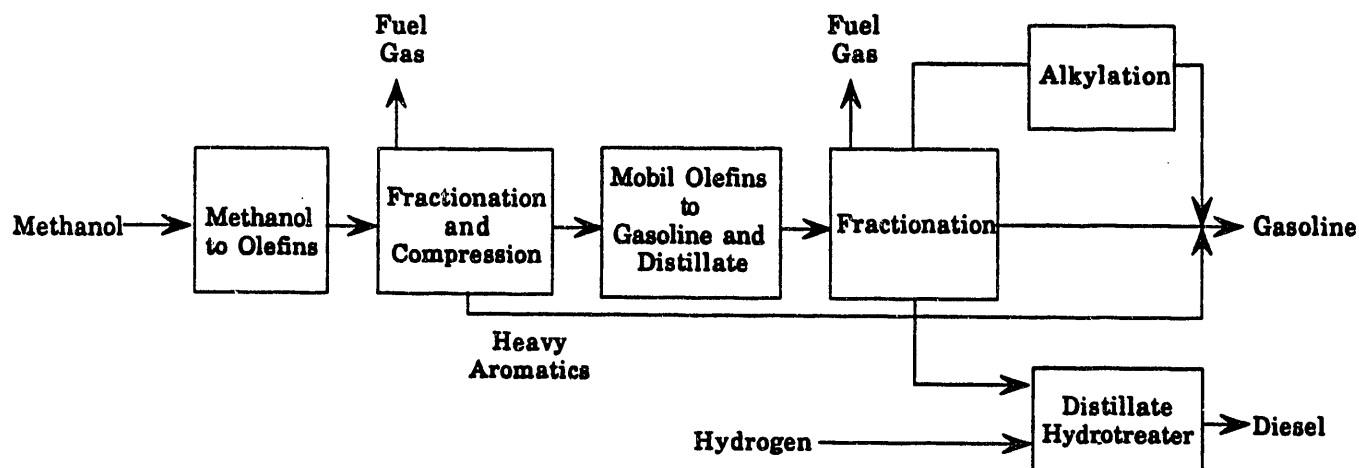 Fuel
Gas
Fuel
Gas
Alkylation
Methanol
Methanol
to Olefins
Fractionation
and
Compression
Mobil Olefins
to
Gasoline and
Distillate
Fractionation
Gasoline
Heavy
Aromatics
Hydrogen
Distillate
Hydrotreater
Diesel